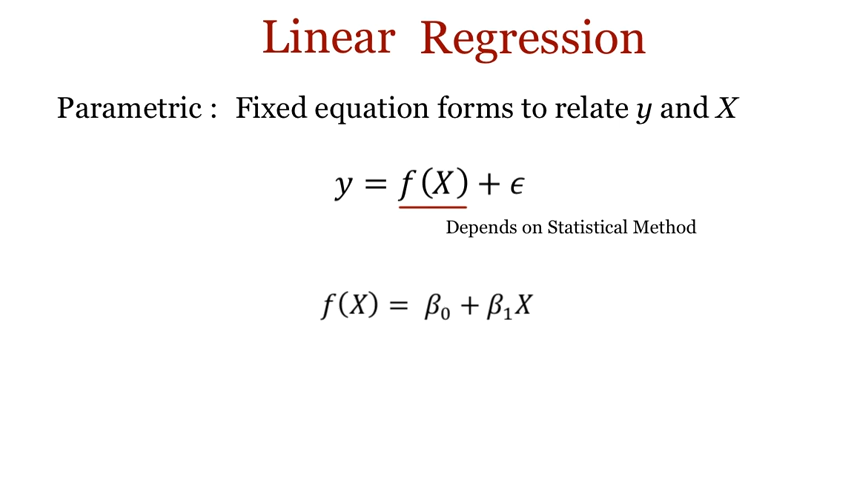 Linear Regression
Parametric : Fixed equation forms to relate y and X
y = f(X) + ϵ
Depends on Statistical Method
f(X) = β₀ + β₁X